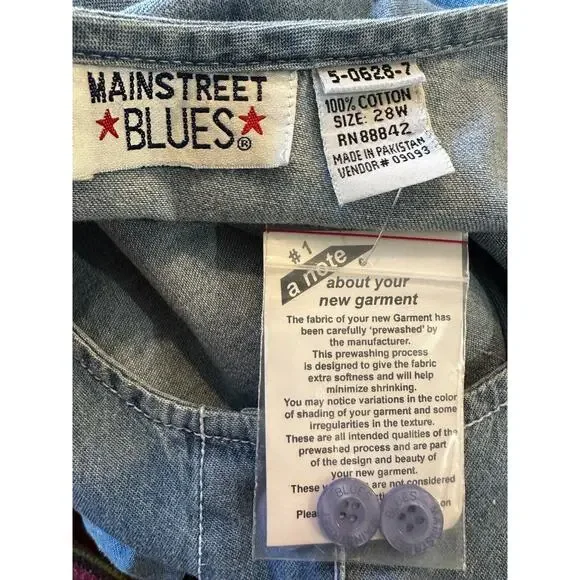 MAINSTREET
★BLUES★®
5-0628-7
100% COTTON
SIZE: 28W
RN88842
MADE IN PAKISTAN
VENDOR# 09093
#1
a note
about your
new garment
The fabric of your new Garment has
been carefully 'prewashed' by
the manufacturer.
This prewashing process
is designed to give the fabric
extra softness and will help
minimize shrinking.
You may notice variations in the color
of shading of your garment and some
irregularities in the texture.
These are all intended qualities of the
prewashed process and are part
of the design and beauty of
your new garment.
These are not considered
on
BLUES
BLUES